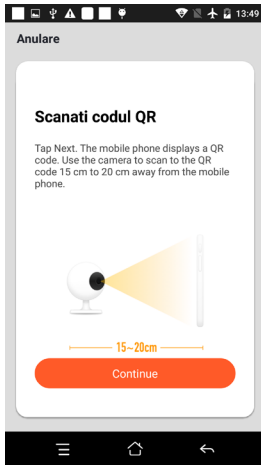 13:49
Anulare
Scanati codul QR
Tap Next. The mobile phone displays a QR
code. Use the camera to scan to the QR
code 15 cm to 20 cm away from the mobile
phone.
15~20cm
Continue